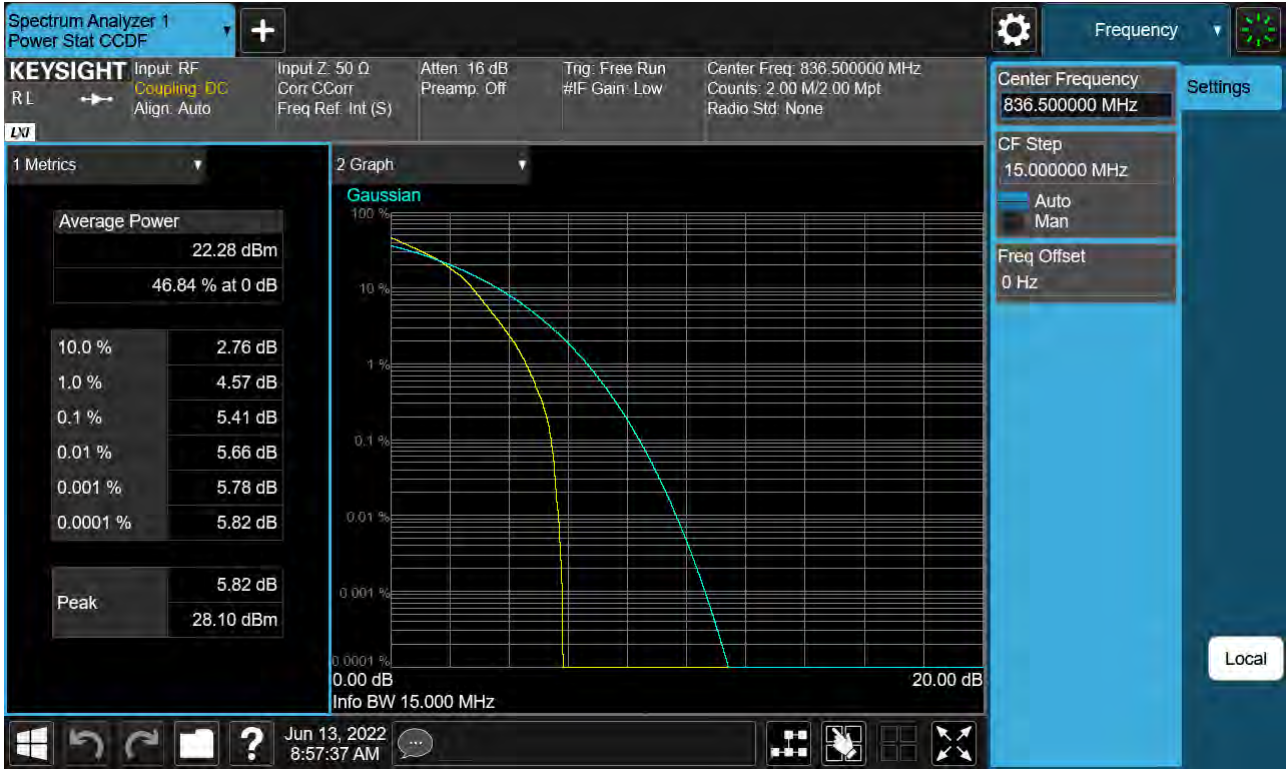 Spectrum Analyzer 1
Power Stat CCDF
Frequency
KEYSIGHT
R L
LXI
Input: RF
Coupling: DC
Align: Auto
Input Z: 50 Ω
Corr CCorr
Freq Ref: Int (S)
Atten: 16 dB
Preamp: Off
Trig: Free Run
#IF Gain: Low
Center Freq: 836.500000 MHz
Counts: 2.00 M/2.00 Mpt
Radio Std: None
Center Frequency
836.500000 MHz
Settings
CF Step
15.000000 MHz
Auto
Man
Freq Offset
0 Hz
Local
1 Metrics
Average Power
22.28 dBm
46.84 % at 0 dB
10.0 % 2.76 dB
1.0 % 4.57 dB
0.1 % 5.41 dB
0.01 % 5.66 dB
0.001 % 5.78 dB
0.0001 % 5.82 dB
Peak
5.82 dB
28.10 dBm
2 Graph
Gaussian
100 %
10 %
1 %
0.1 %
0.01 %
0.001 %
0.0001 %
0.00 dB 20.00 dB
Info BW 15.000 MHz
?
Jun 13, 2022
8:57:37 AM